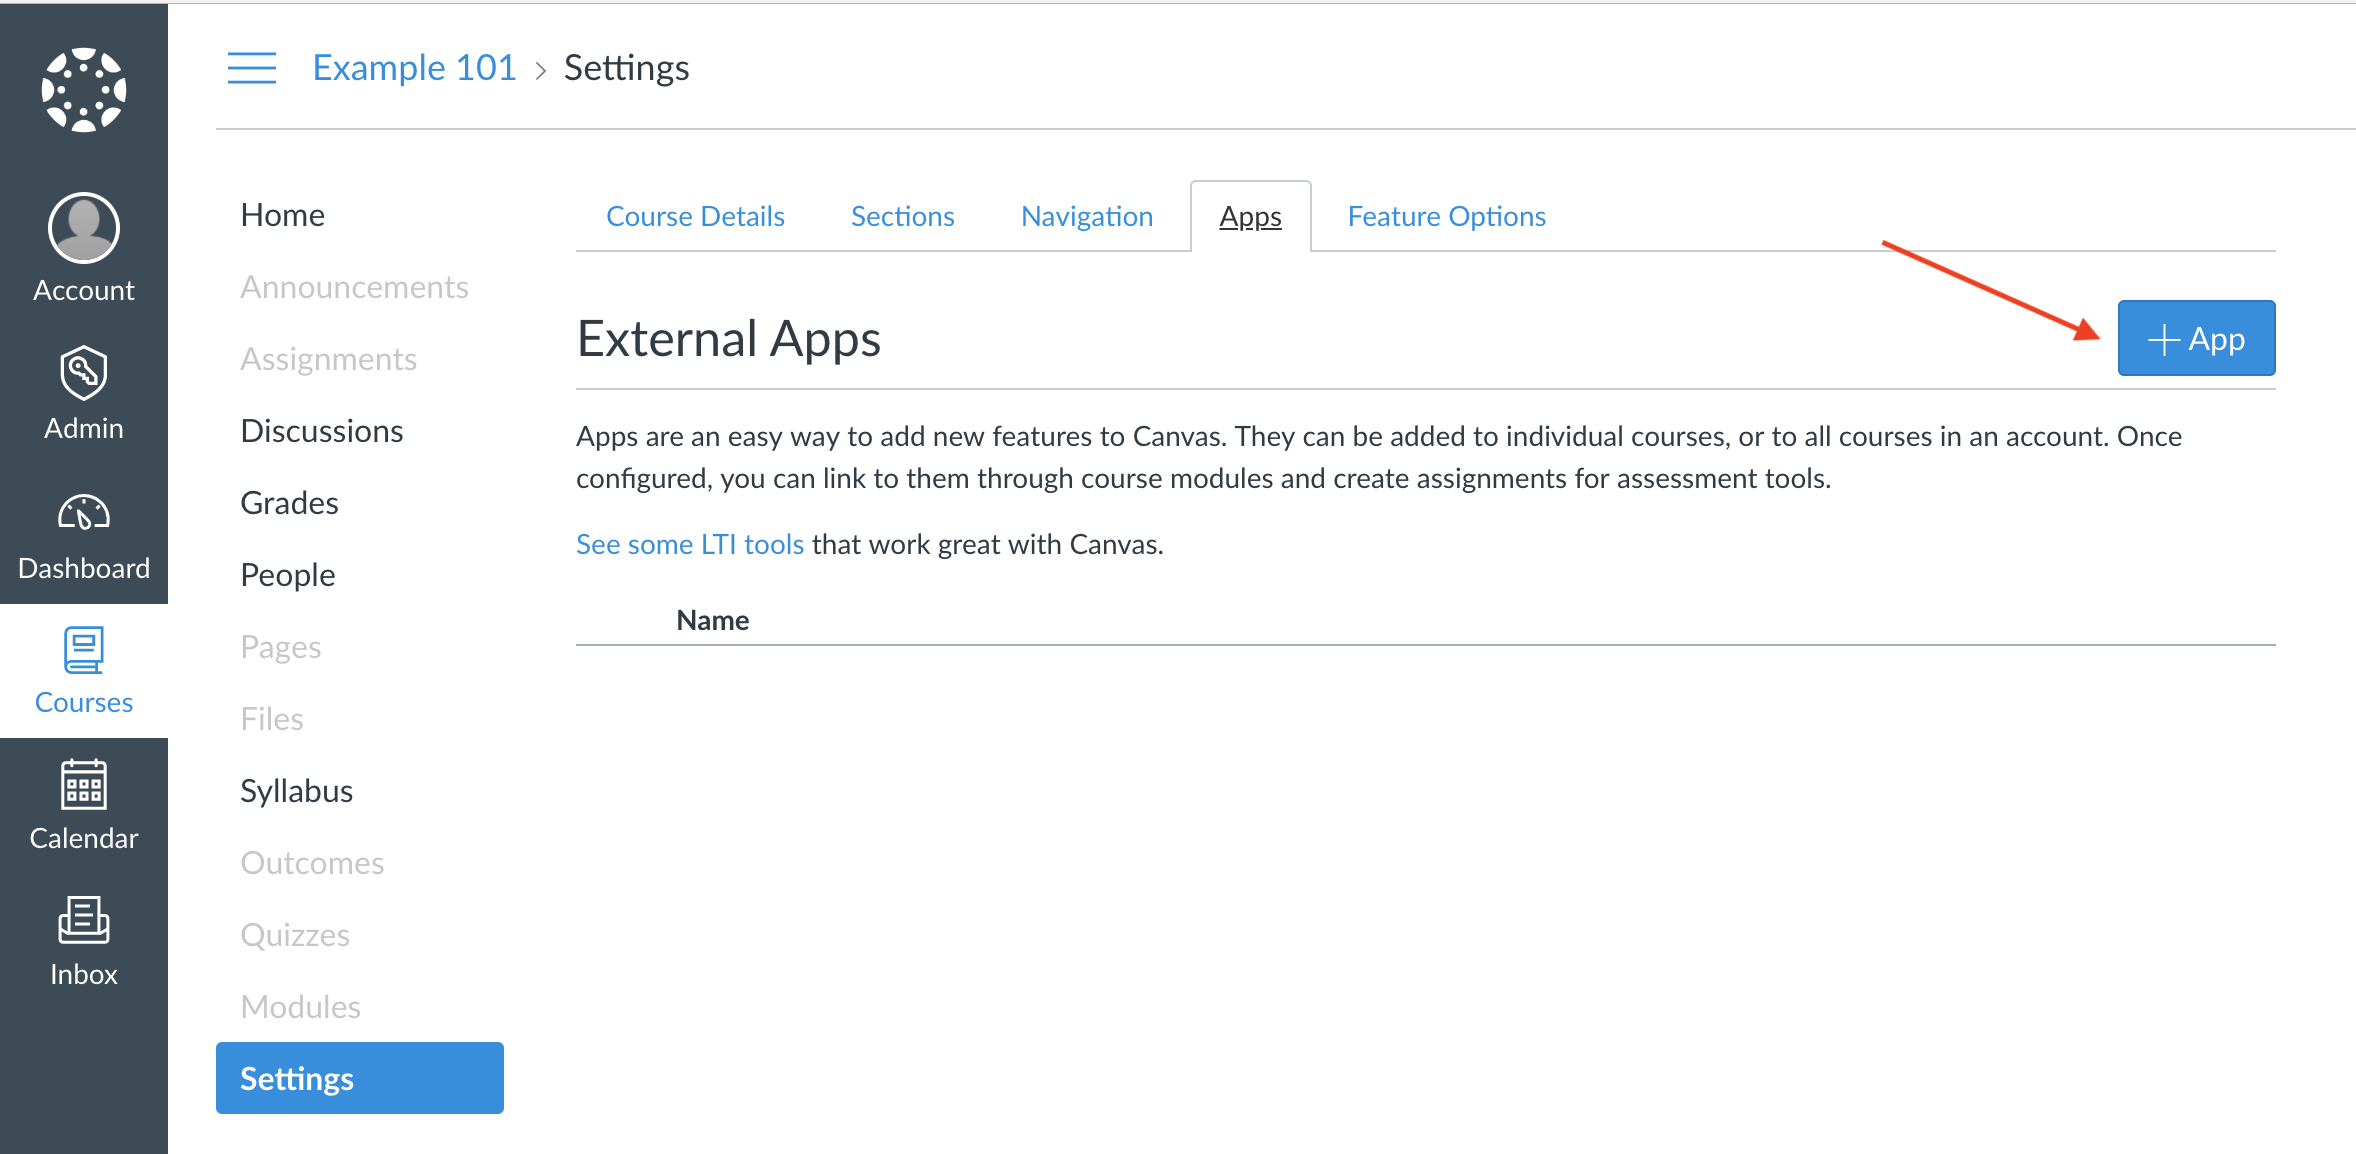 Example 101 > Settings
Account
Admin
Dashboard
Courses
Calendar
Inbox
Home
Announcements
Assignments
Discussions
Grades
People
Pages
Files
Syllabus
Outcomes
Quizzes
Modules
Settings
Course Details Sections Navigation Apps Feature Options
External Apps
+ App
Apps are an easy way to add new features to Canvas. They can be added to individual courses, or to all courses in an account. Once
configured, you can link to them through course modules and create assignments for assessment tools.
See some LTI tools that work great with Canvas.
Name